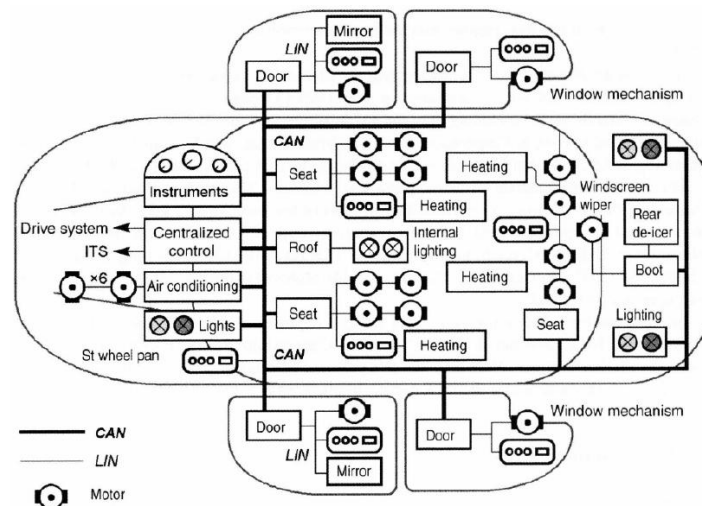 Mirror
LIN
Door
Door
Window mechanism
CAN
Seat
Heating
Heating
Windscreen
wiper
Instruments
Drive system
Centralized
control
ITS
Roof
Internal
lighting
Rear
de-icer
×6
Air conditioning
Heating
Boot
Lights
Seat
Seat
Lighting
St wheel pan
CAN
Heating
Door
LIN
Mirror
Door
Window mechanism
CAN
LIN
Motor